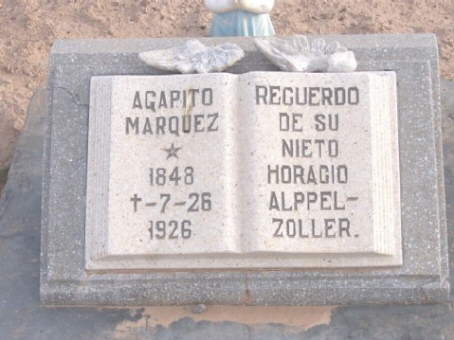 AGAPITO
MARQUEZ
★
1848
†-7-26
1926
RECUERDO
DE SU
NIETO
HORACIO
ALPPEL-
ZOLLER.